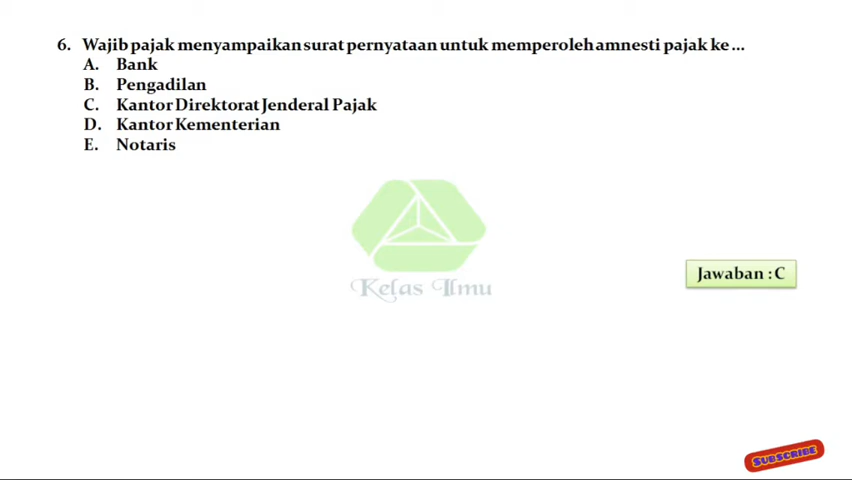 6. Wajib pajak menyampaikan surat pernyataan untuk memperoleh amnesti pajak ke ...
A. Bank
B. Pengadilan
C. Kantor Direktorat Jenderal Pajak
D. Kantor Kementerian
E. Notaris
Kelas Ilmu
Jawaban : C
SUBSCRIBE